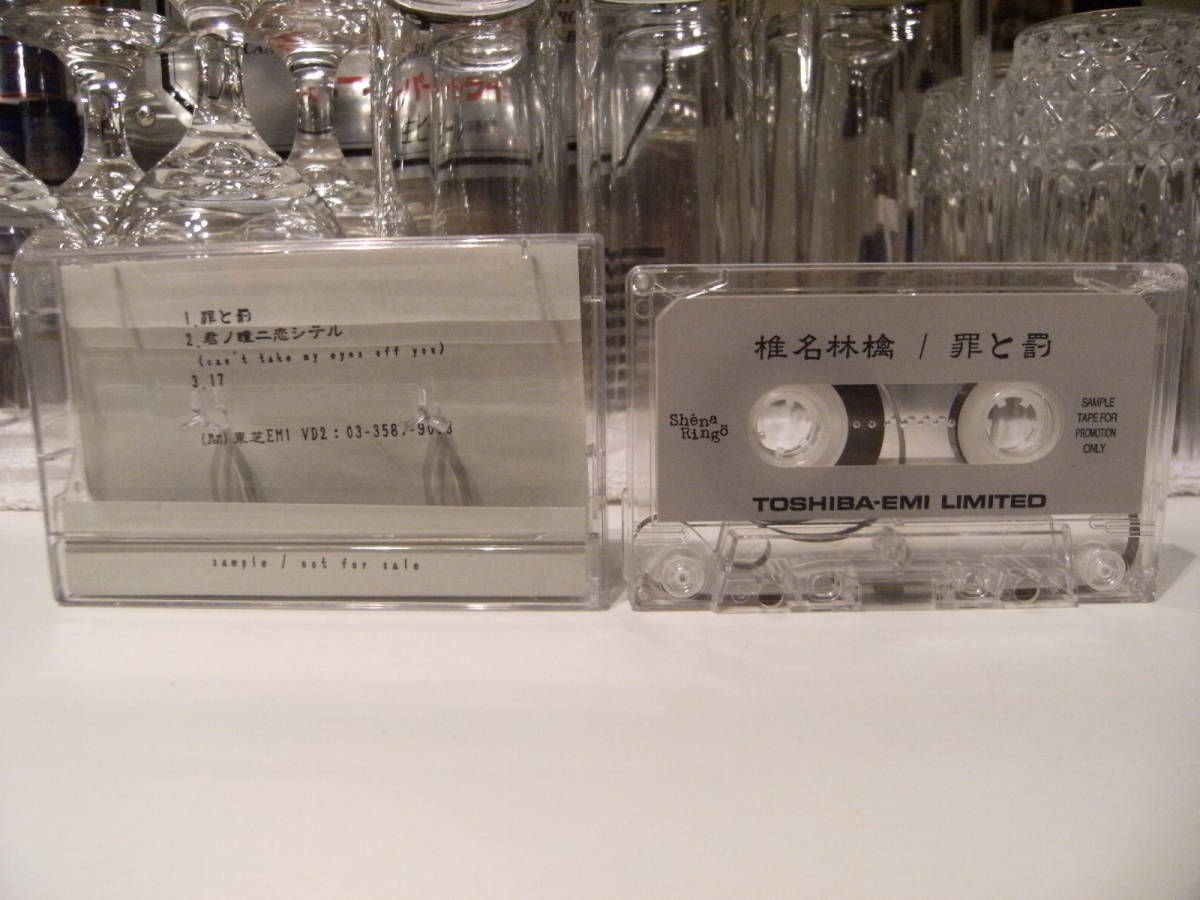 1.罪と罰
2.君ノ瞳ニ恋シテル
(can't take my eyes off you)
3.17
(問)東芝EMI VD2:
sample / not for sale
椎名林檎 / 罪と罰
Shéna
Ringö
SAMPLE
TAPE FOR
PROMOTION
ONLY
TOSHIBA-EMI LIMITED